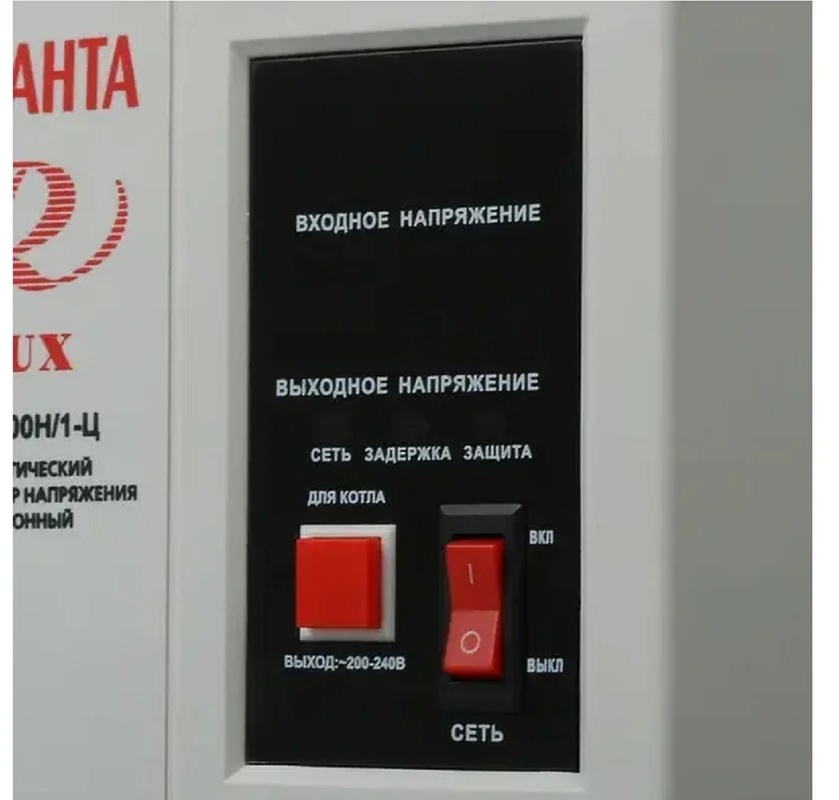 АНТА
UX
00Н/1-Ц
ТИЧЕСКИЙ
Р НАПРЯЖЕНИЯ
ОННЫЙ
ВХОДНОЕ НАПРЯЖЕНИЕ
ВЫХОДНОЕ НАПРЯЖЕНИЕ
СЕТЬ ЗАДЕРЖКА ЗАЩИТА
ДЛЯ КОТЛА
ВКЛ
I
O
ВЫХОД:~200-240В
ВЫКЛ
СЕТЬ